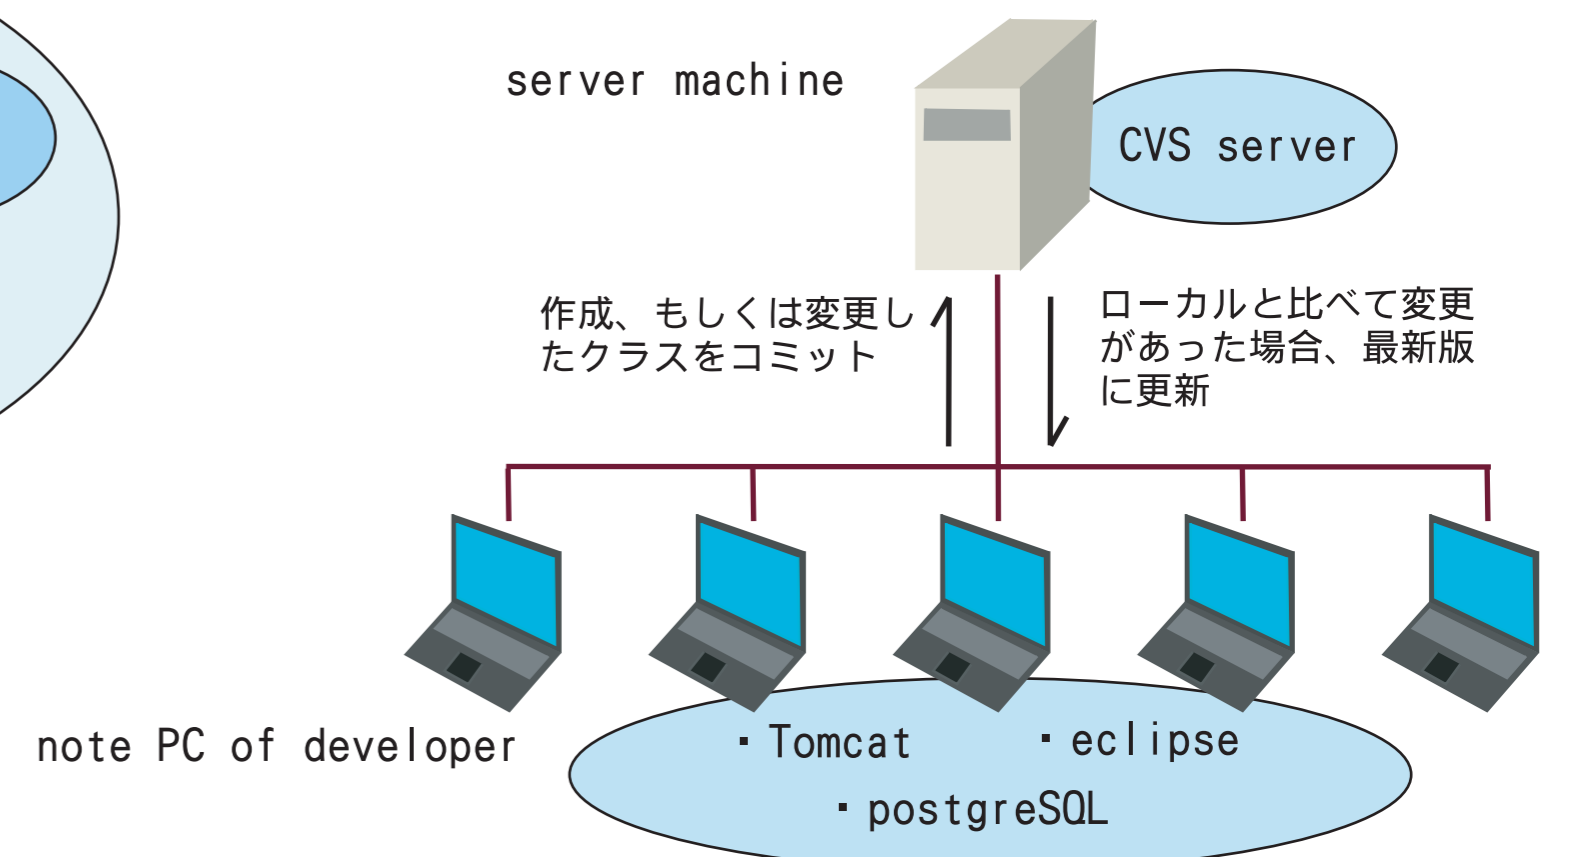 server machine
CVS server
作成、もしくは変更し
たクラスをコミット
ローカルと比べて変更
があった場合、最新版
に更新
note PC of developer
・Tomcat ・eclipse
・postgreSQL